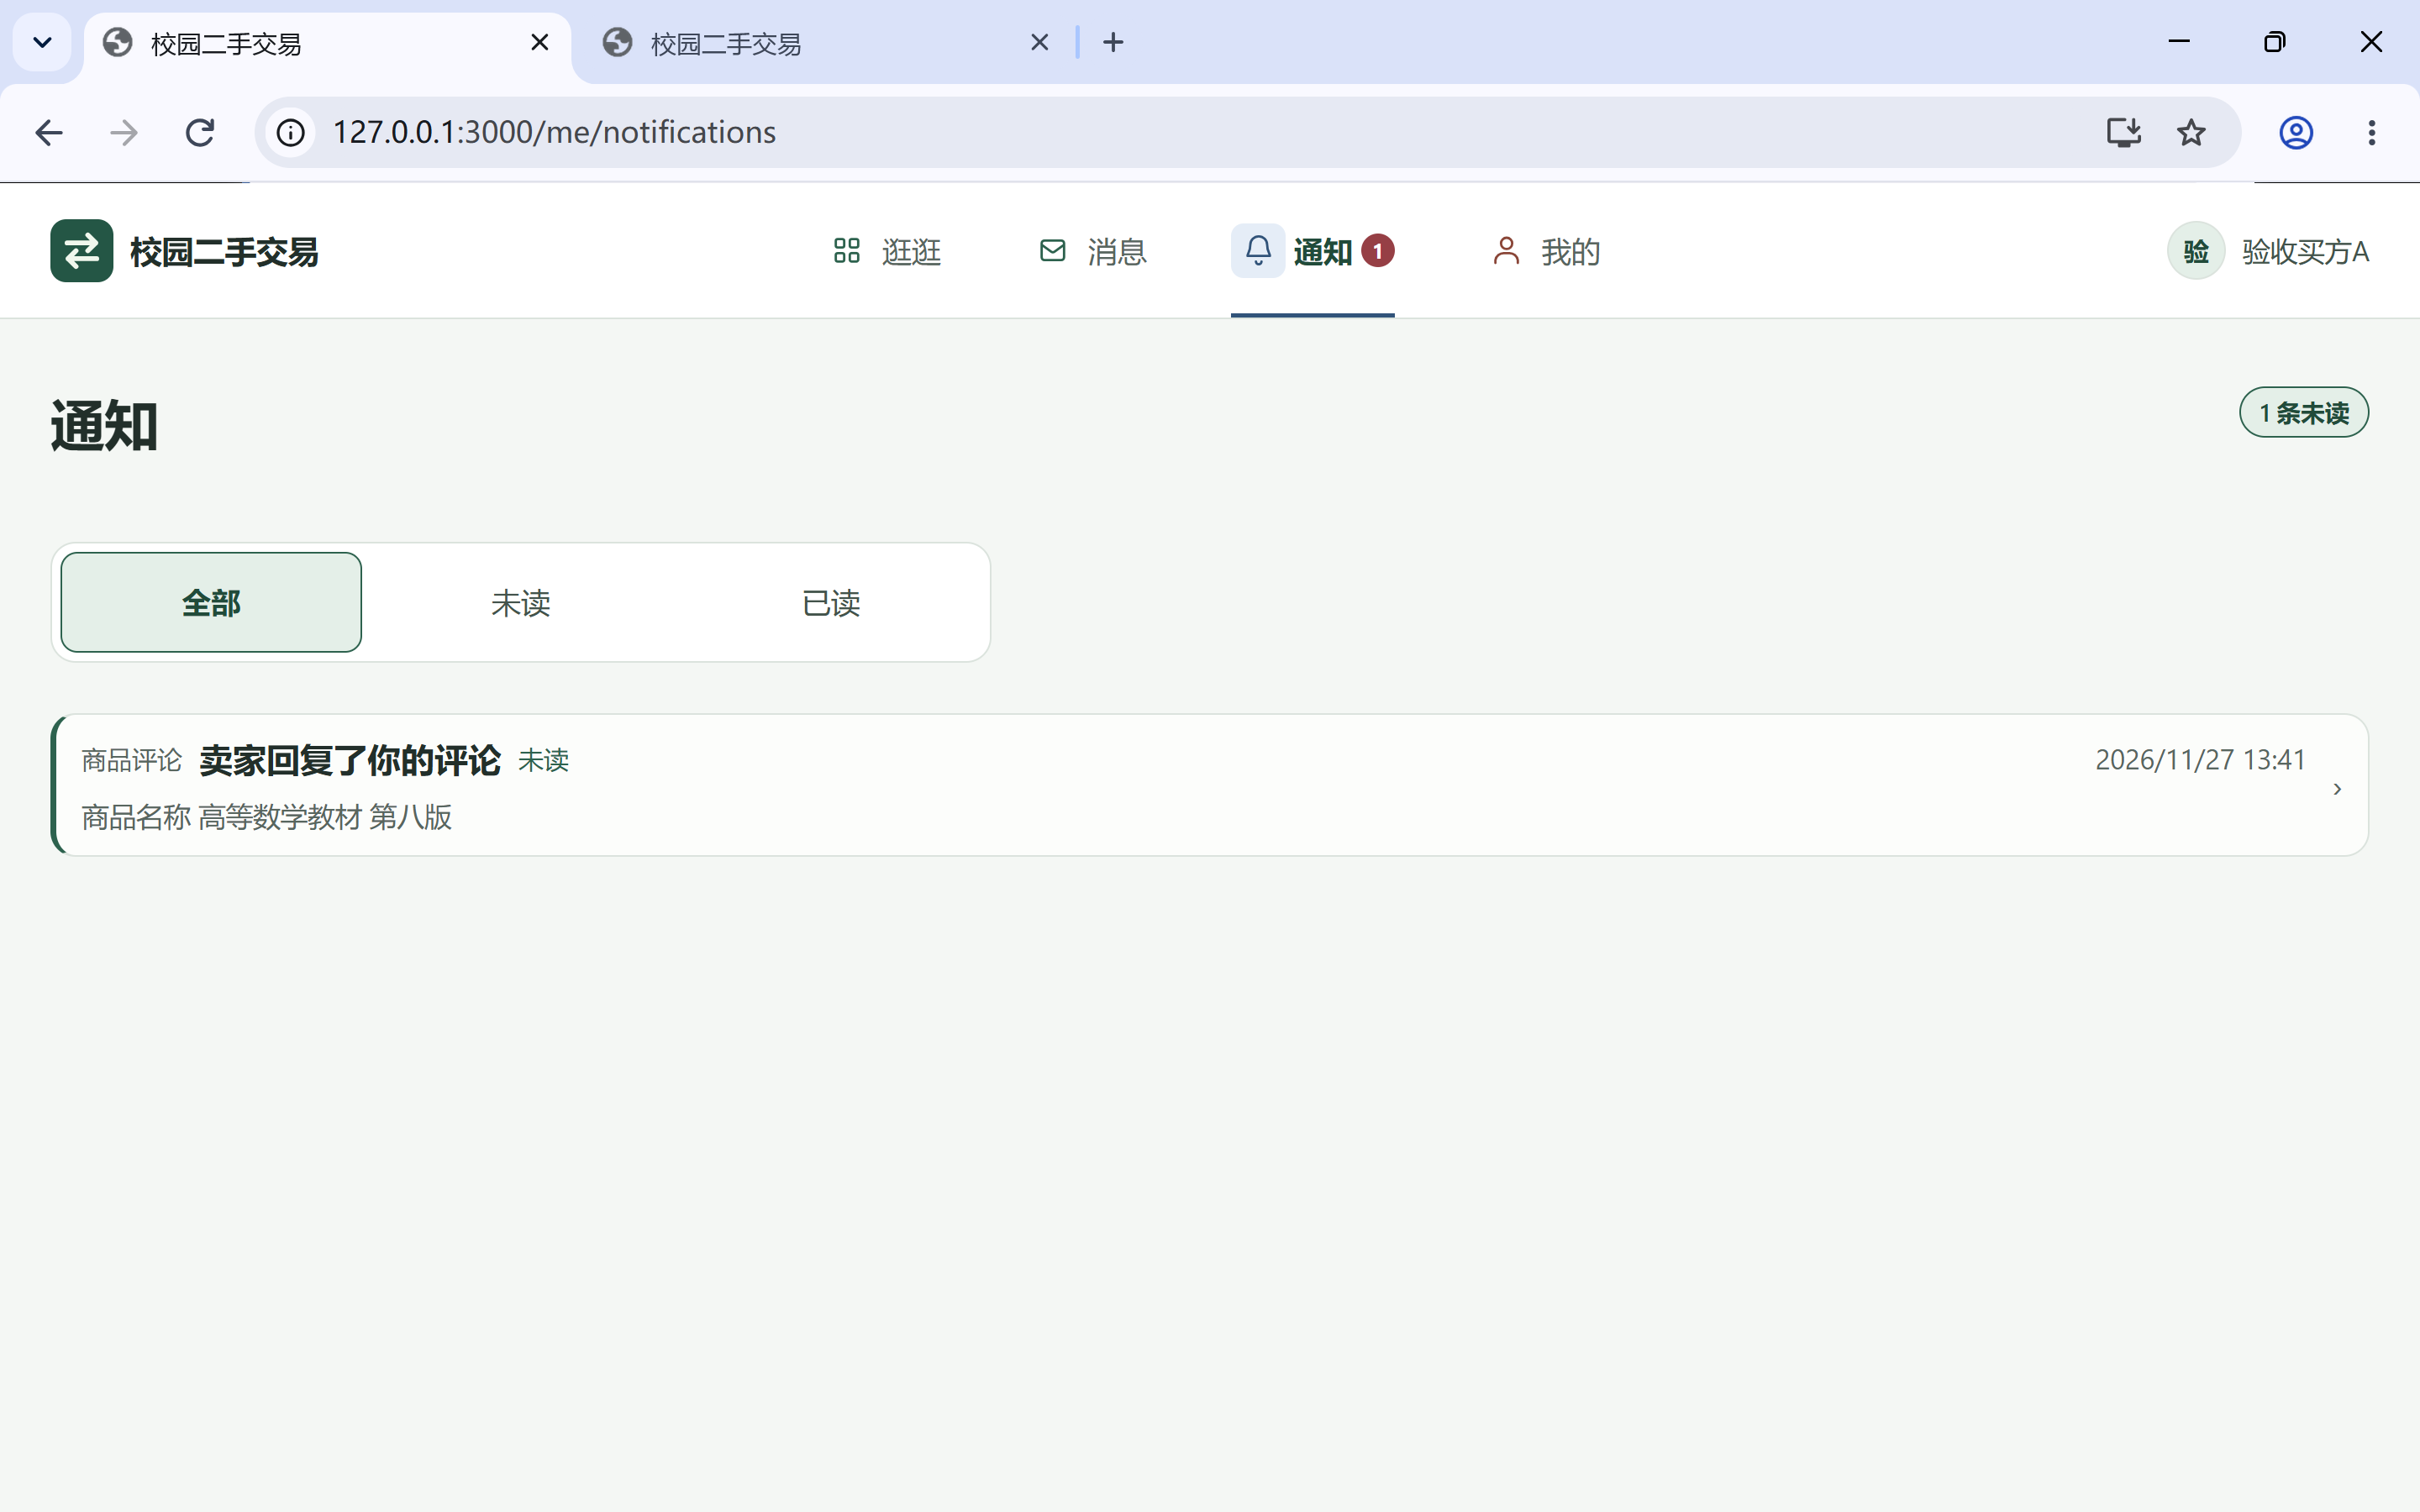 校园二手交易
校园二手交易
127.0.0.1:3000/me/notifications
校园二手交易
逛逛
消息
通知 1
我的
验 验收买方A
通知
1 条未读
全部
未读
已读
商品评论 卖家回复了你的评论 未读
2026/11/27 13:41
商品名称 高等数学教材 第八版